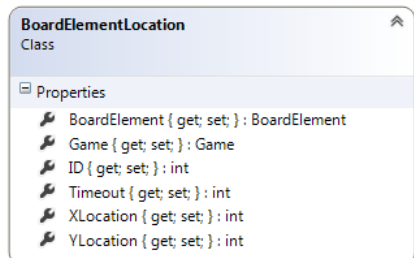 BoardElementLocation
Class
Properties
BoardElement { get; set; } : BoardElement
Game { get; set; } : Game
ID { get; set; } : int
Timeout { get; set; } : int
XLocation { get; set; } : int
YLocation { get; set; } : int